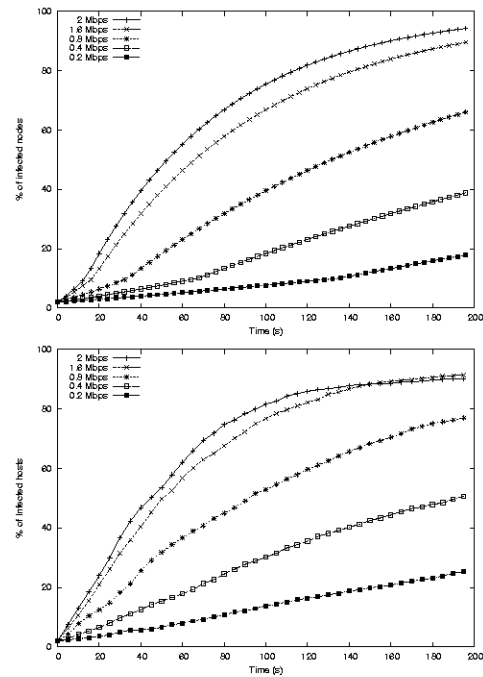 100
80
60
40
20
0
% of infected nodes
2 Mbps
1.6 Mbps
0.8 Mbps
0.4 Mbps
0.2 Mbps
0 20 40 60 80 100 120 140 160 180 200
Time (s)
100
80
60
40
20
0
% of infected hosts
2 Mbps
1.6 Mbps
0.8 Mbps
0.4 Mbps
0.2 Mbps
0 20 40 60 80 100 120 140 160 180 200
Time (s)